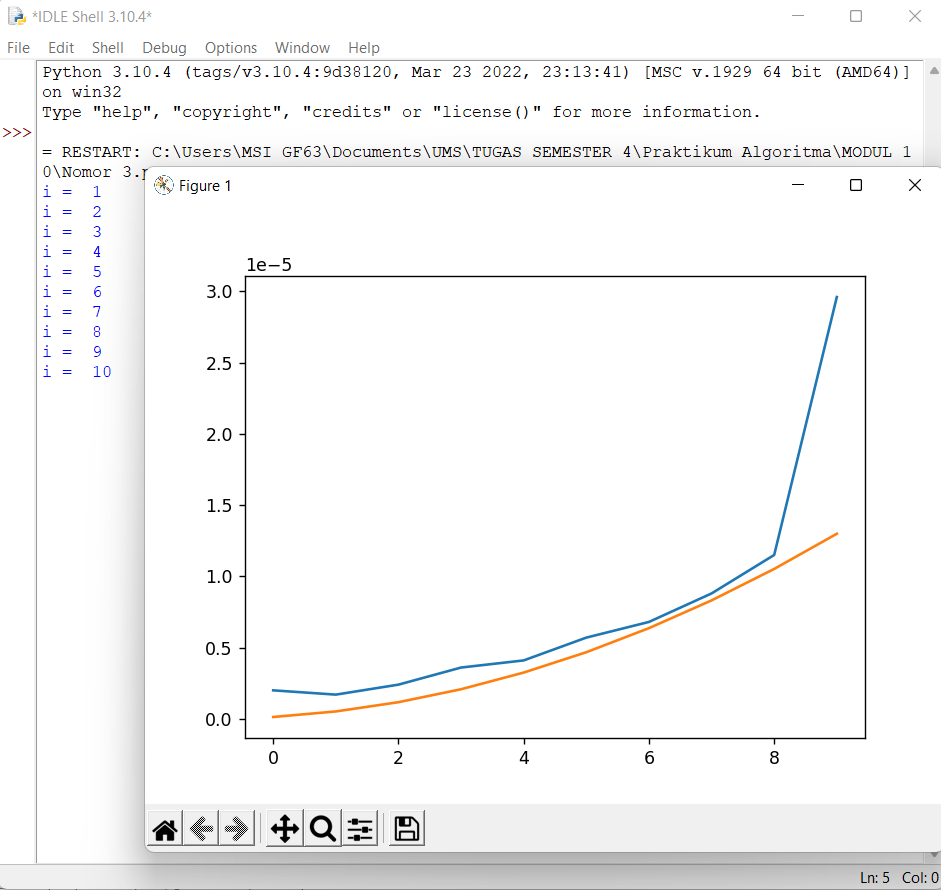 *IDLE Shell 3.10.4*
File Edit Shell Debug Options Window Help
Python 3.10.4 (tags/v3.10.4:9d38120, Mar 23 2022, 23:13:41) [MSC v.1929 64 bit (AMD64)]
on win32
Type "help", "copyright", "credits" or "license()" for more information.
>>>
= RESTART: C:\Users\MSI GF63\Documents\UMS\TUGAS SEMESTER 4\Praktikum Algoritma\MODUL 1
0\Nomor 3.p
i =  1
i =  2
i =  3
i =  4
i =  5
i =  6
i =  7
i =  8
i =  9
i =  10
Figure 1
1e−5
3.0
2.5
2.0
1.5
1.0
0.5
0.0
0 2 4 6 8
Ln: 5 Col: 0